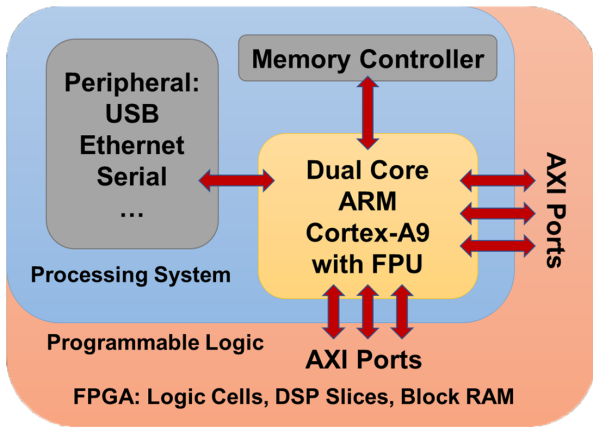 Peripheral:
USB
Ethernet
Serial
…
Memory Controller
Dual Core
ARM
Cortex-A9
with FPU
AXI Ports
Processing System
Programmable Logic
AXI Ports
FPGA: Logic Cells, DSP Slices, Block RAM